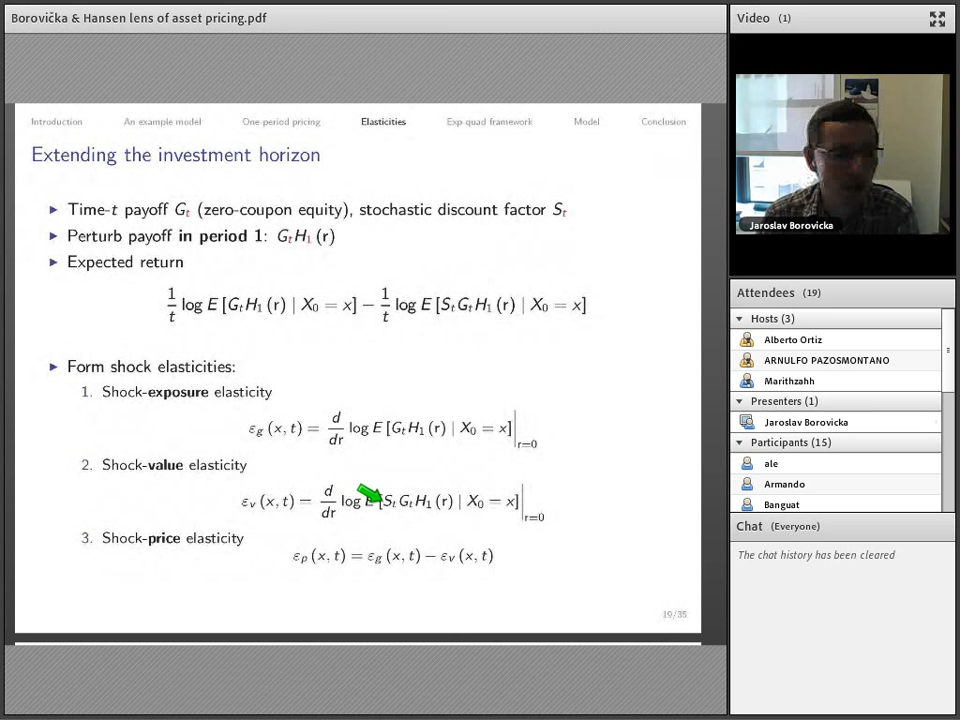 Borovička & Hansen lens of asset pricing.pdf
Introduction An example model One-period pricing Elasticities Exp-quad framework Model Conclusion
Extending the investment horizon
► Time-t payoff G_t (zero-coupon equity), stochastic discount factor S_t
► Perturb payoff in period 1: G_t H_1 (r)
► Expected return
1/t log E [G_t H_1 (r) | X_0 = x] − 1/t log E [S_t G_t H_1 (r) | X_0 = x]
► Form shock elasticities:
1. Shock-exposure elasticity
ε_g (x, t) = d/dr log E [G_t H_1 (r) | X_0 = x]|_{r=0}
2. Shock-value elasticity
ε_v (x, t) = d/dr log E [S_t G_t H_1 (r) | X_0 = x]|_{r=0}
3. Shock-price elasticity
ε_p (x, t) = ε_g (x, t) − ε_v (x, t)
19/35
Video (1)
Jaroslav Borovicka
Attendees (19)
Hosts (3)
Alberto Ortiz
ARNULFO PAZOSMONTANO
Marithzahh
Presenters (1)
Jaroslav Borovicka
Participants (15)
ale
Armando
Banguat
Chat (Everyone)
The chat history has been cleared